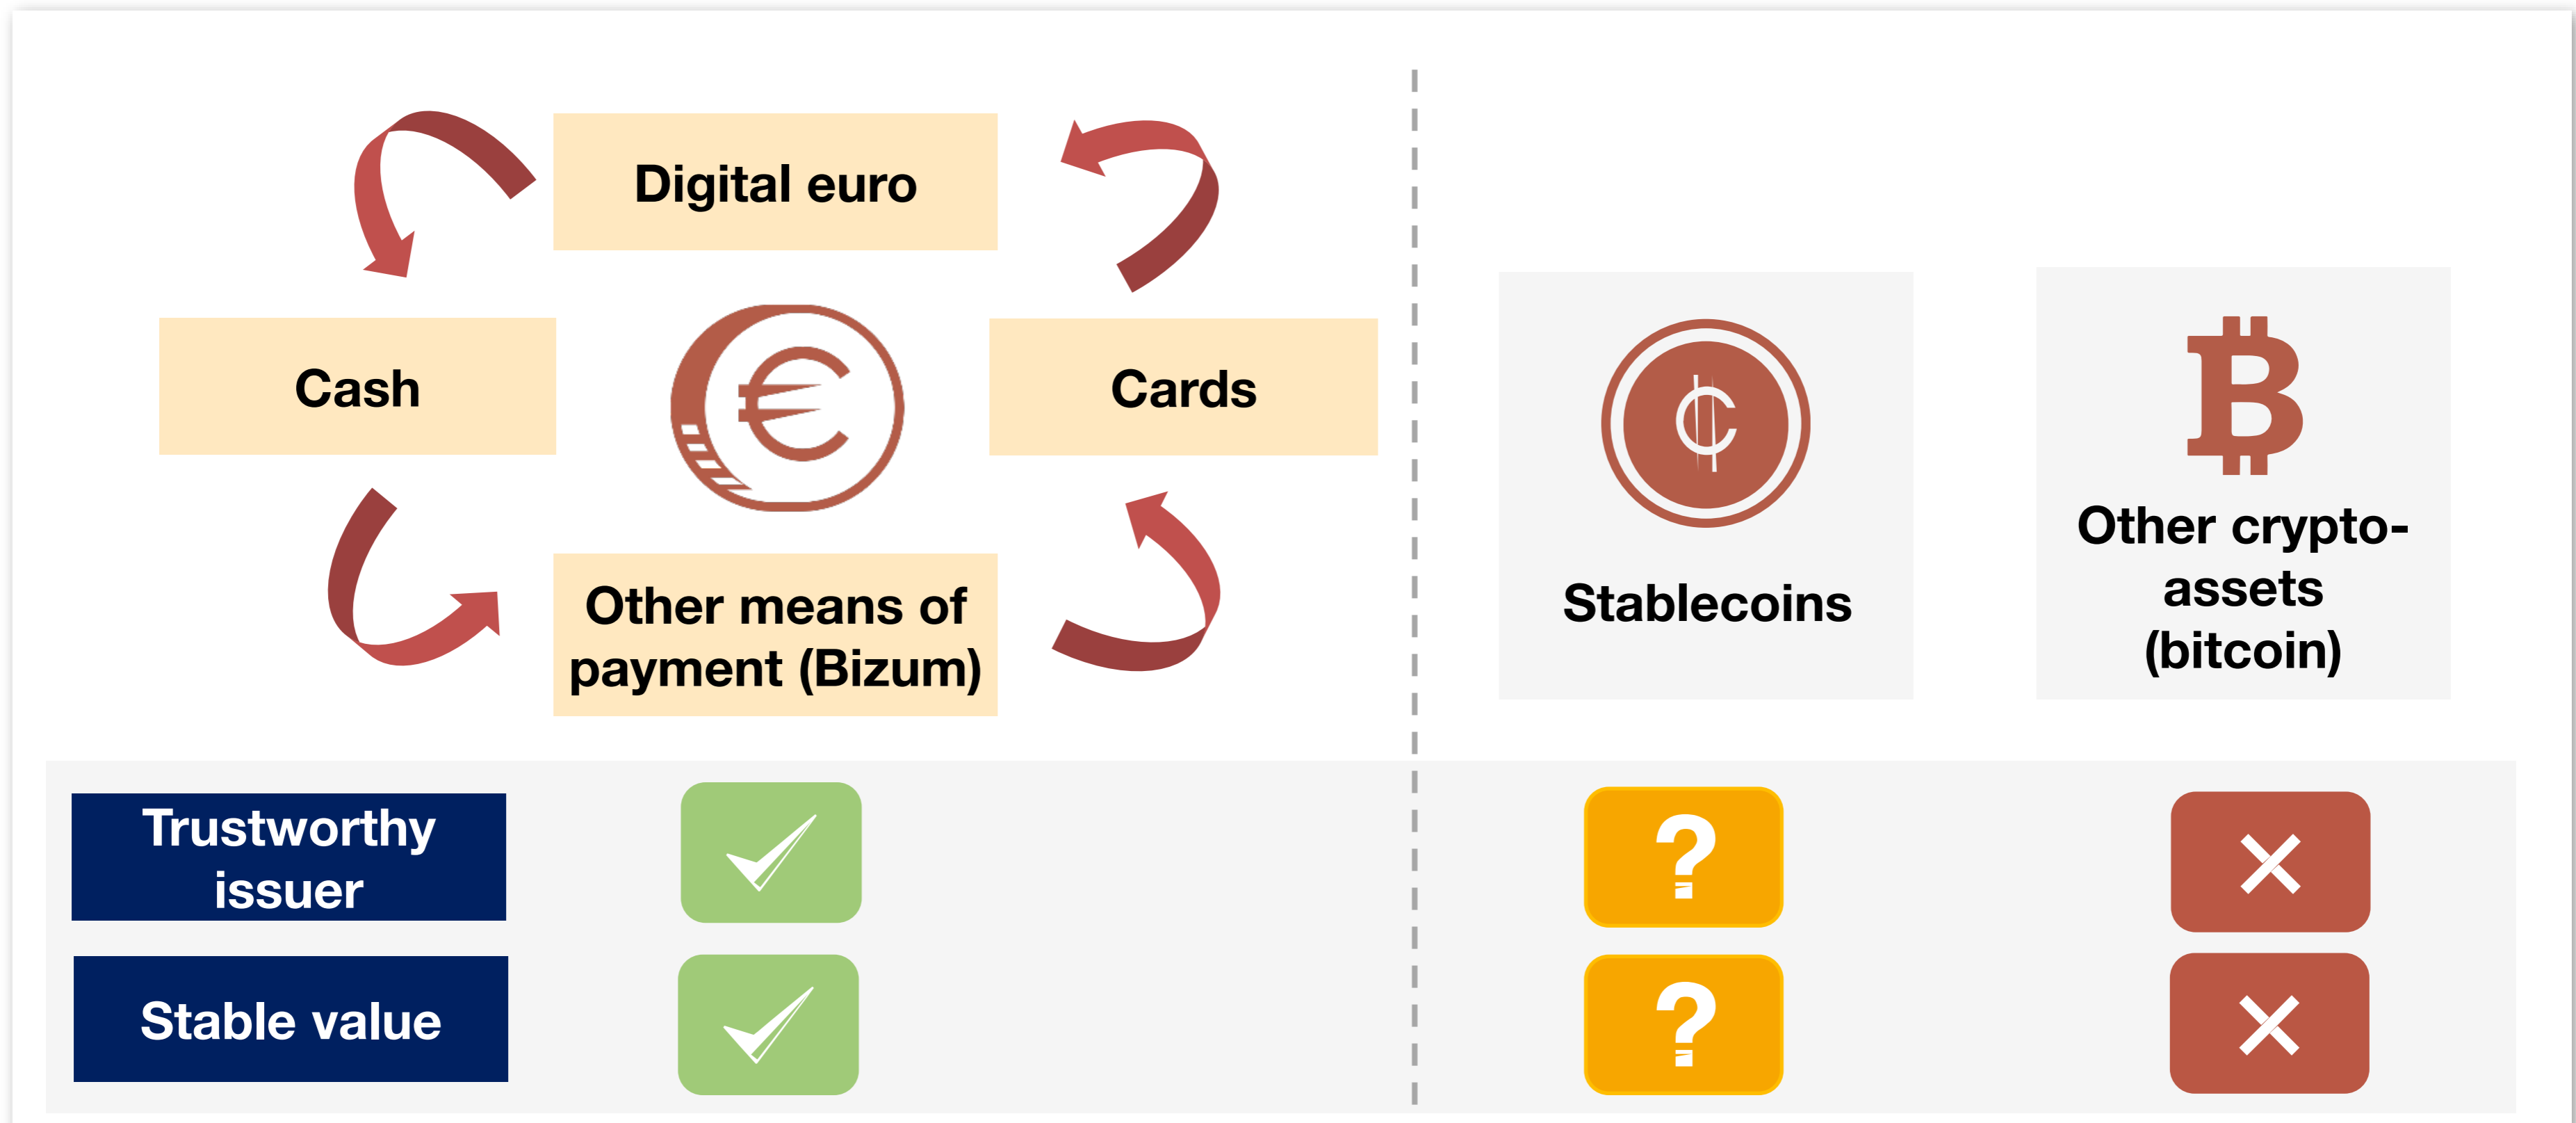 Digital euro
Cash
Cards
Other means of
payment (Bizum)
Stablecoins
Other crypto-
assets
(bitcoin)
Trustworthy
issuer
?
Stable value
?